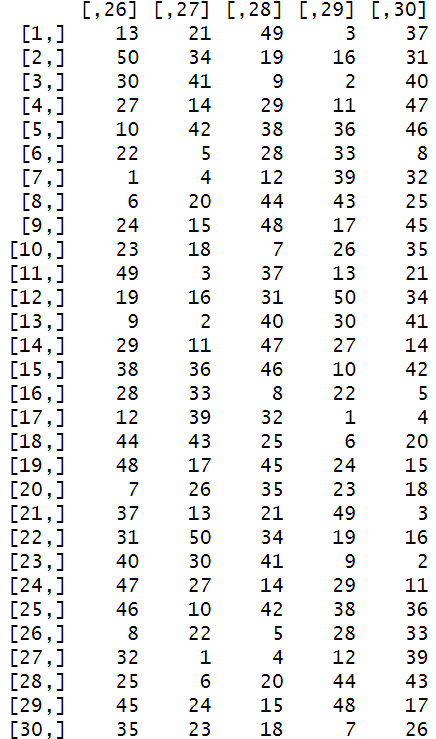 [,26] [,27] [,28] [,29] [,30]
[1,] 13 21 49 3 37
[2,] 50 34 19 16 31
[3,] 30 41 9 2 40
[4,] 27 14 29 11 47
[5,] 10 42 38 36 46
[6,] 22 5 28 33 8
[7,] 1 4 12 39 32
[8,] 6 20 44 43 25
[9,] 24 15 48 17 45
[10,] 23 18 7 26 35
[11,] 49 3 37 13 21
[12,] 19 16 31 50 34
[13,] 9 2 40 30 41
[14,] 29 11 47 27 14
[15,] 38 36 46 10 42
[16,] 28 33 8 22 5
[17,] 12 39 32 1 4
[18,] 44 43 25 6 20
[19,] 48 17 45 24 15
[20,] 7 26 35 23 18
[21,] 37 13 21 49 3
[22,] 31 50 34 19 16
[23,] 40 30 41 9 2
[24,] 47 27 14 29 11
[25,] 46 10 42 38 36
[26,] 8 22 5 28 33
[27,] 32 1 4 12 39
[28,] 25 6 20 44 43
[29,] 45 24 15 48 17
[30,] 35 23 18 7 26